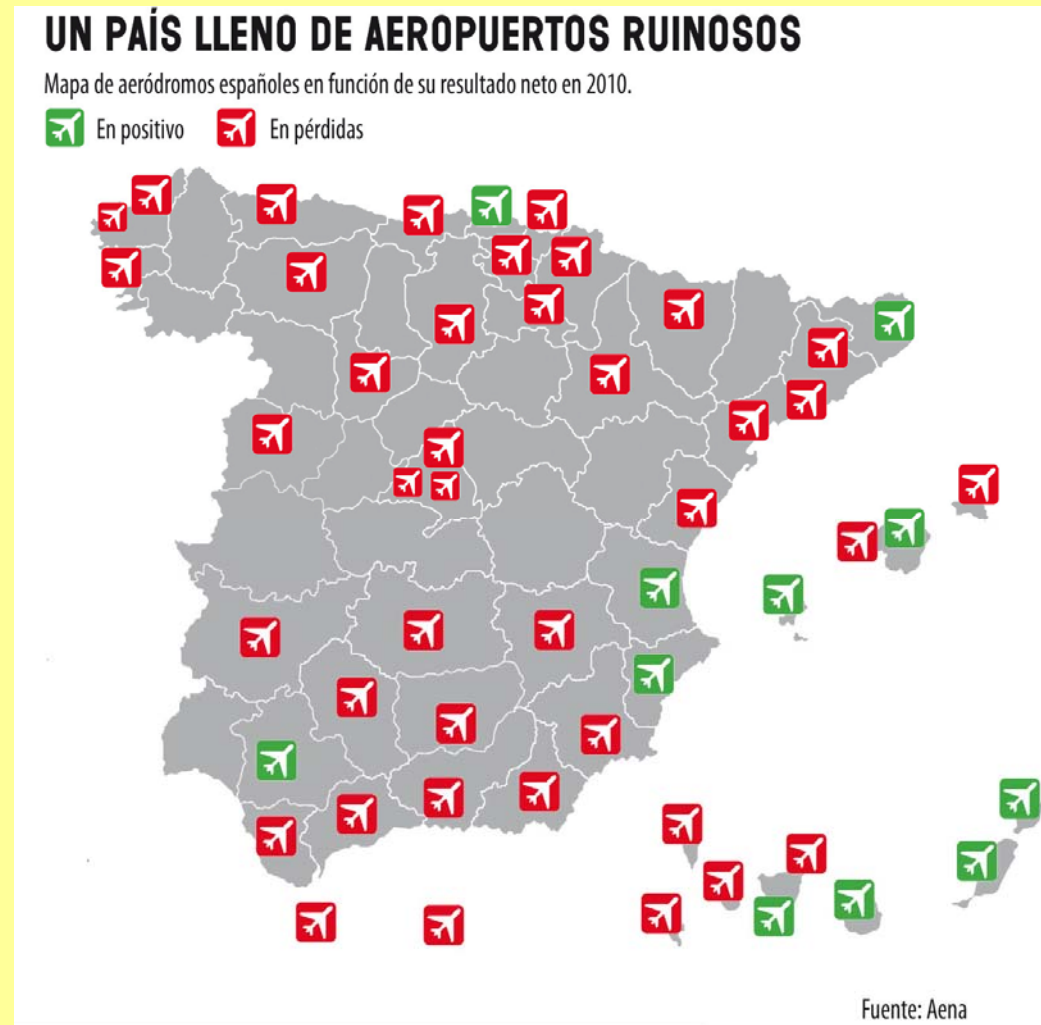 UN PAÍS LLENO DE AEROPUERTOS RUINOSOS
Mapa de aeródromos españoles en función de su resultado neto en 2010.
En positivo En pérdidas
Fuente: Aena